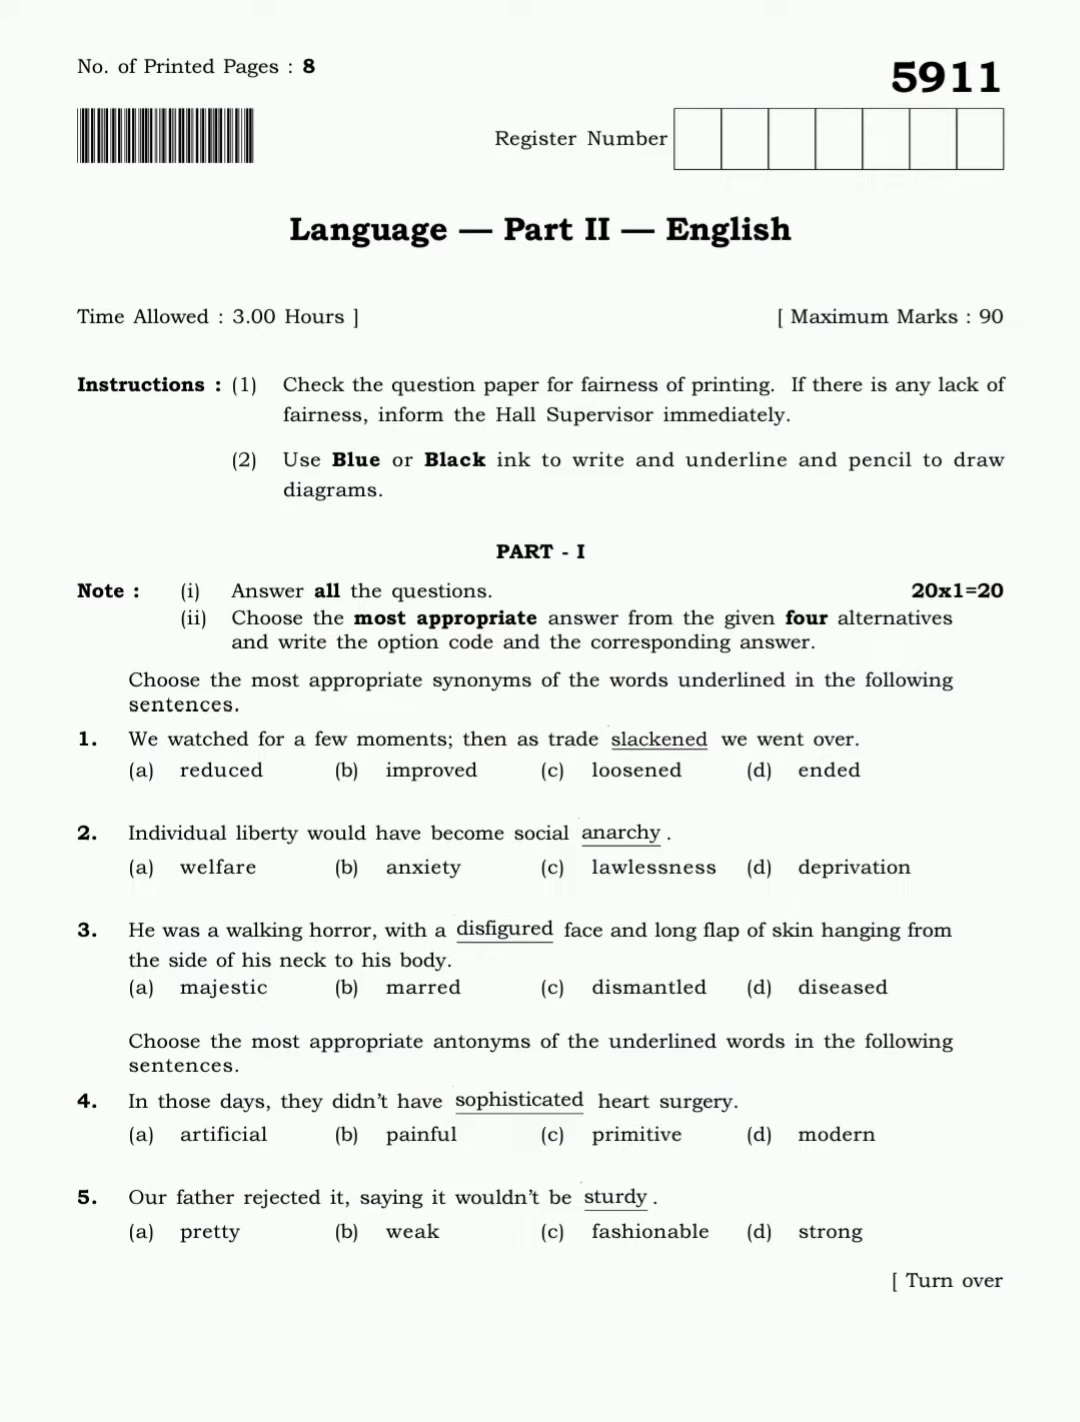 No. of Printed Pages : 8
5911
Register Number
Language — Part II — English
Time Allowed : 3.00 Hours ]
[ Maximum Marks : 90
Instructions : (1) Check the question paper for fairness of printing. If there is any lack of
fairness, inform the Hall Supervisor immediately.
(2) Use Blue or Black ink to write and underline and pencil to draw
diagrams.
PART - I
Note : (i) Answer all the questions. 20x1=20
(ii) Choose the most appropriate answer from the given four alternatives
and write the option code and the corresponding answer.
Choose the most appropriate synonyms of the words underlined in the following
sentences.
1. We watched for a few moments; then as trade slackened we went over.
(a) reduced (b) improved (c) loosened (d) ended
2. Individual liberty would have become social anarchy .
(a) welfare (b) anxiety (c) lawlessness (d) deprivation
3. He was a walking horror, with a disfigured face and long flap of skin hanging from
the side of his neck to his body.
(a) majestic (b) marred (c) dismantled (d) diseased
Choose the most appropriate antonyms of the underlined words in the following
sentences.
4. In those days, they didn't have sophisticated heart surgery.
(a) artificial (b) painful (c) primitive (d) modern
5. Our father rejected it, saying it wouldn't be sturdy .
(a) pretty (b) weak (c) fashionable (d) strong
[ Turn over